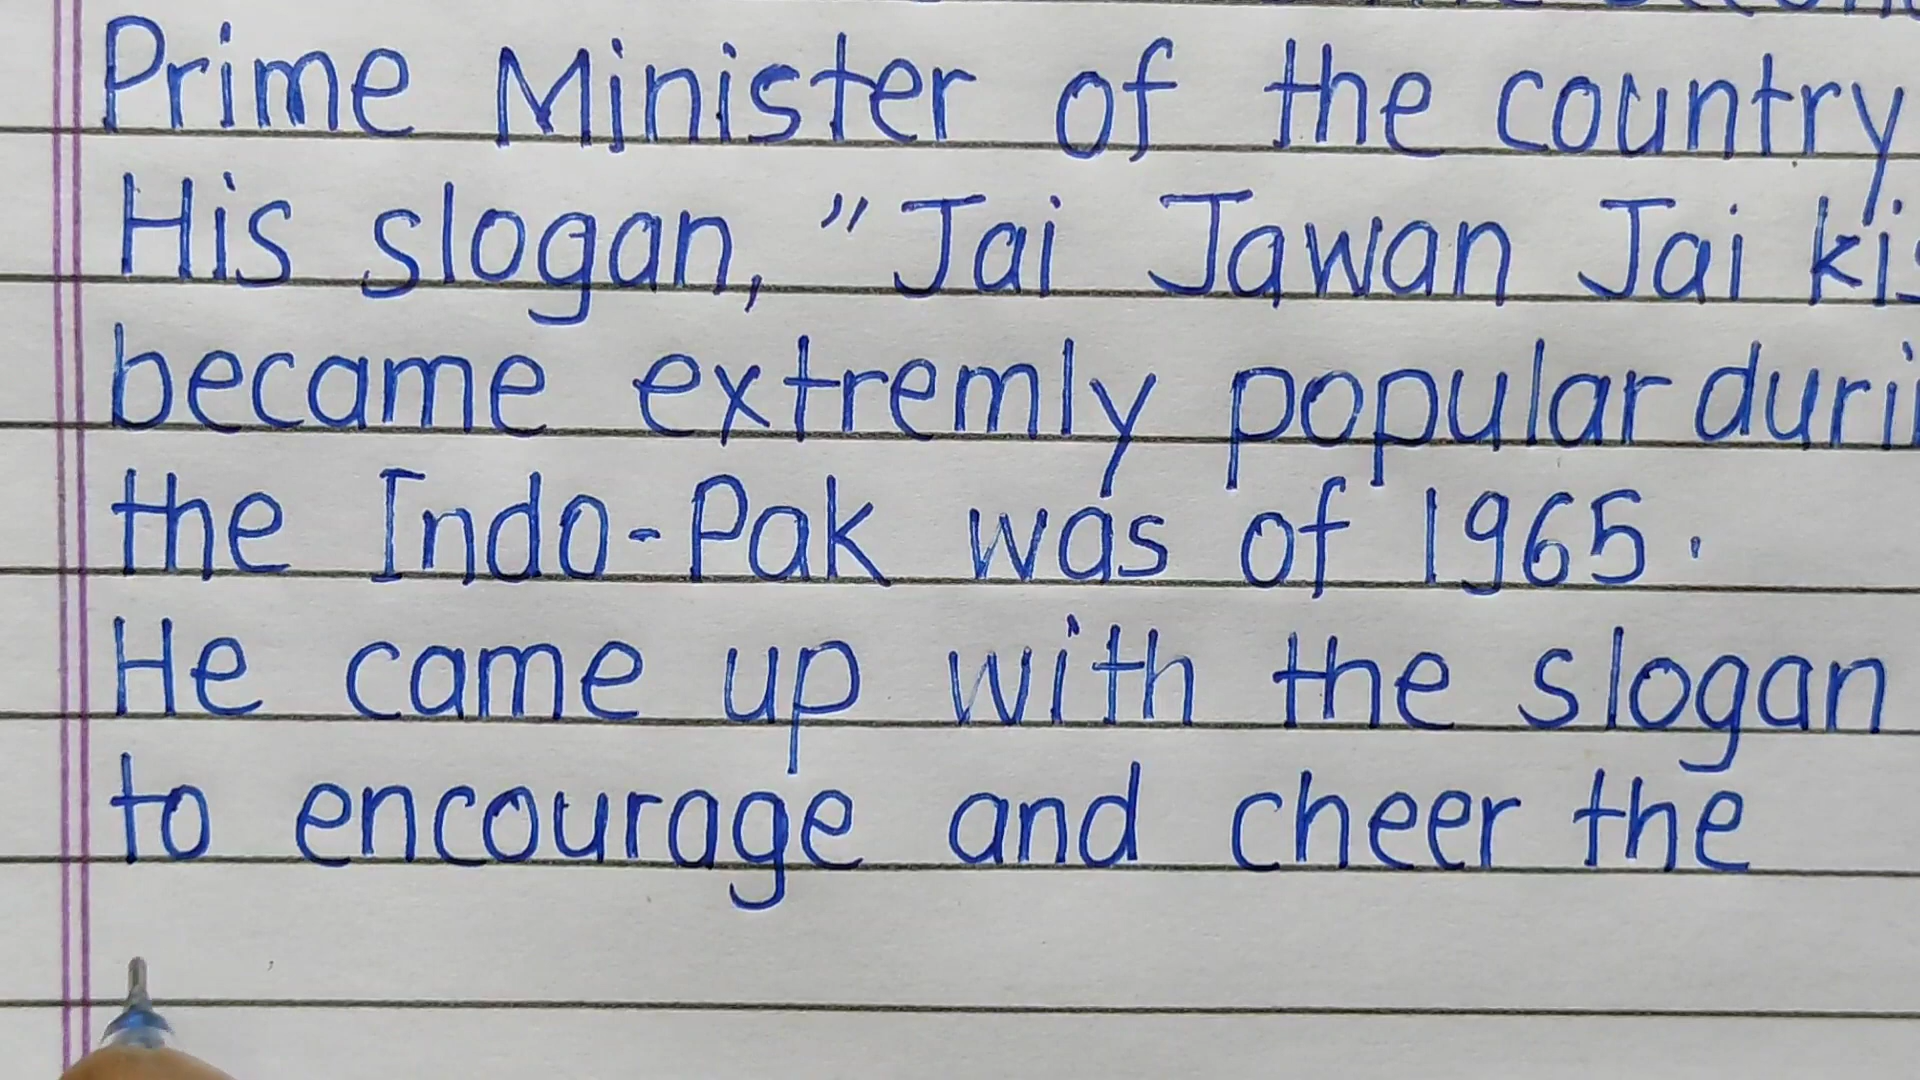 Prime Minister of the country
His slogan, "Jai Jawan Jai
became extremly popular
the Indo-Pak was of 1965.
He came up with the slogan
to encourage and cheer the